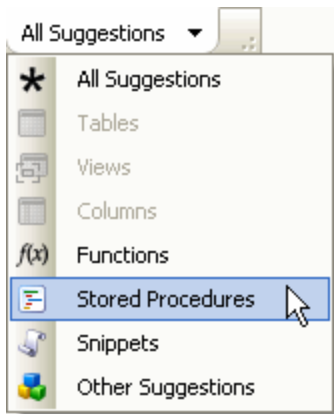 All Suggestions
All Suggestions
Tables
Views
Columns
f(x) Functions
Stored Procedures
Snippets
Other Suggestions